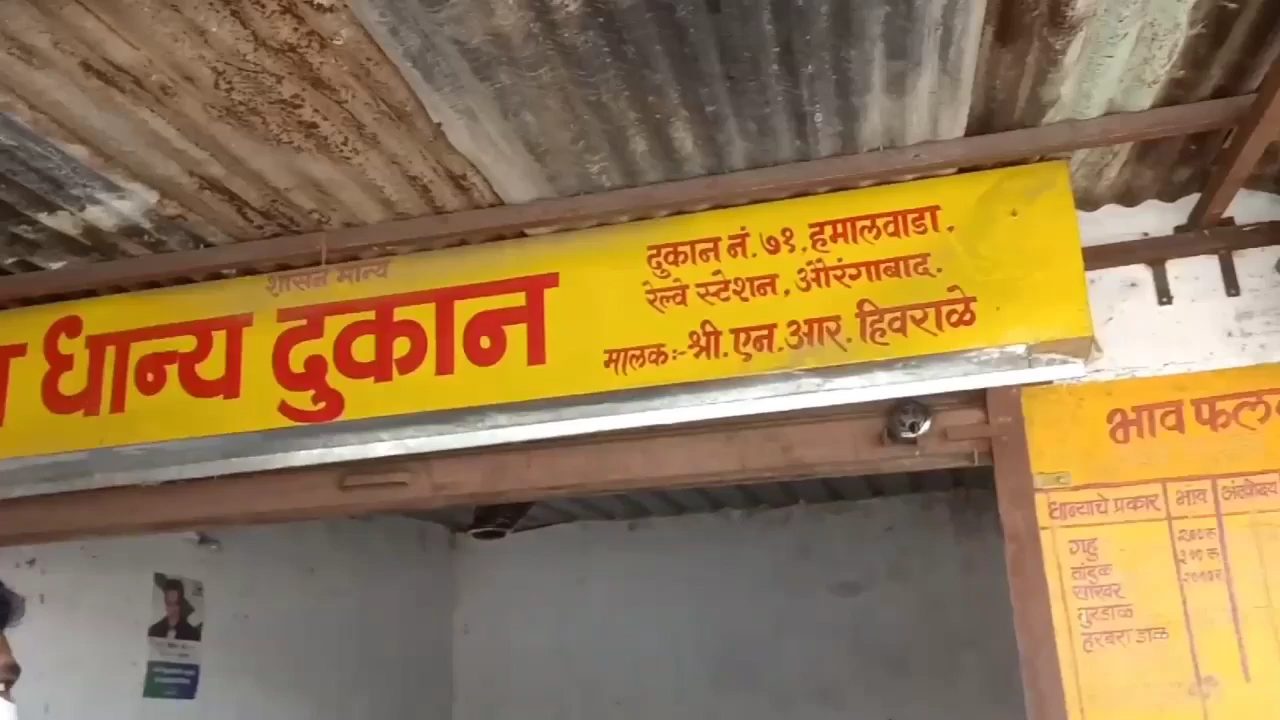 शासन मान्य
धान्य दुकान
दुकान नं. ७१, हमालवाडा,
रेल्वे स्टेशन, औरंगाबाद.
मालक:- श्री. एन. आर. हिवराळे
भाव फल
धान्याचे प्रकार भाव
गहु
तांदुळ
साखर
तुरडाळ
हरबरा डाळ